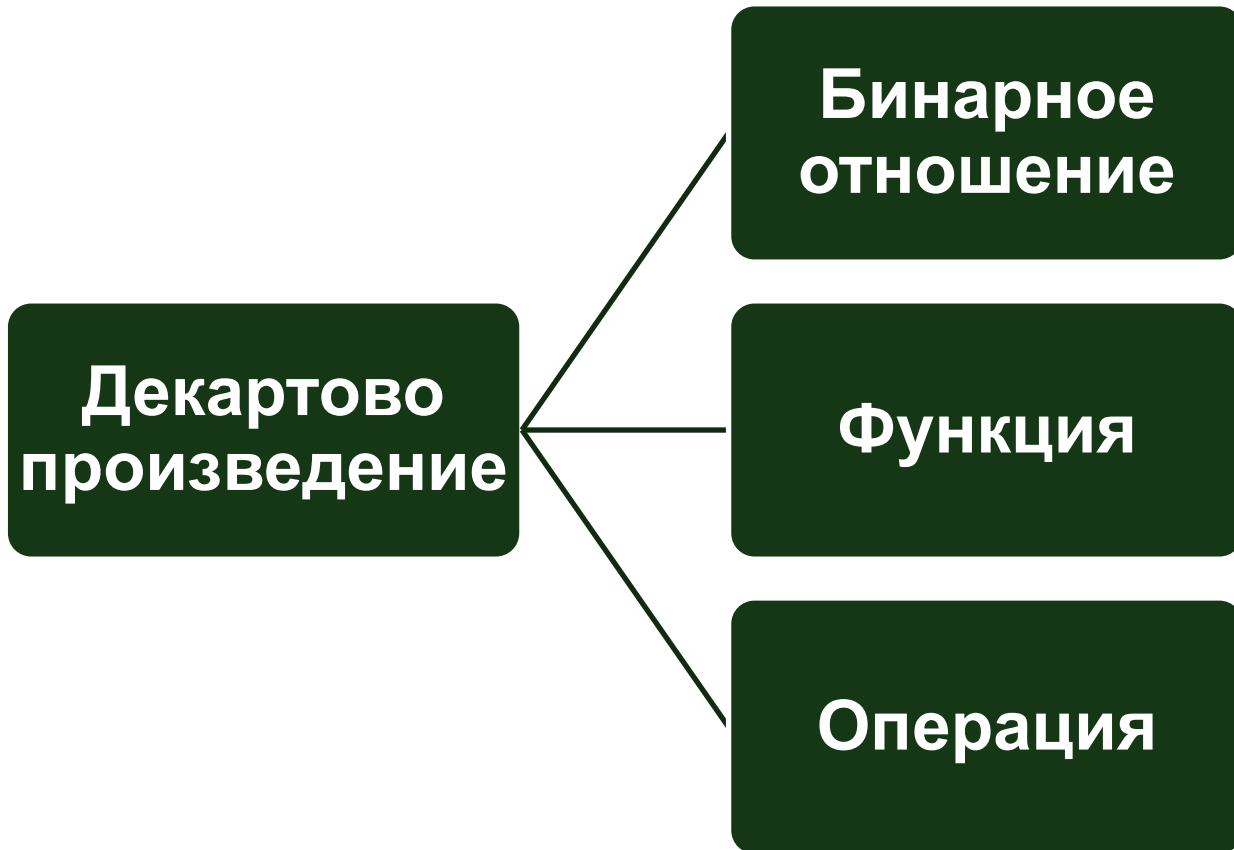 Бинарное
отношение
Декартово
произведение
Функция
Операция